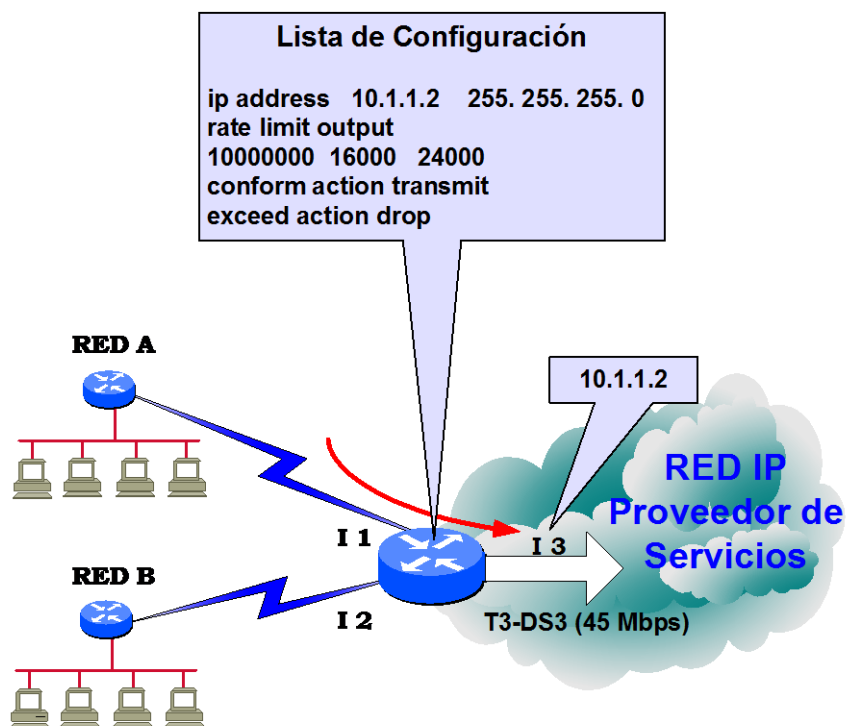 Lista de Configuración
ip address 10.1.1.2 255. 255. 255. 0
rate limit output
10000000 16000 24000
conform action transmit
exceed action drop
RED A
10.1.1.2
RED IP
Proveedor de
Servicios
I 1
I 3
RED B
I 2
T3-DS3 (45 Mbps)